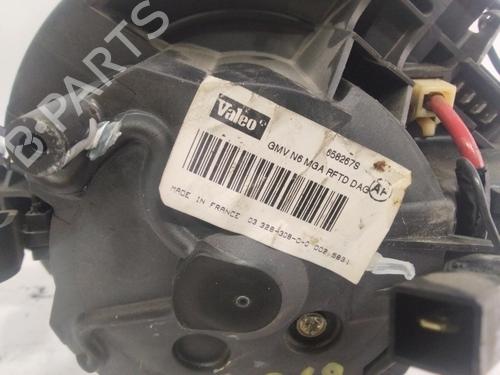 B PARTS
Valeo
658267S
GMV N6 MGA RFTD DAG
MADE IN FRANCE